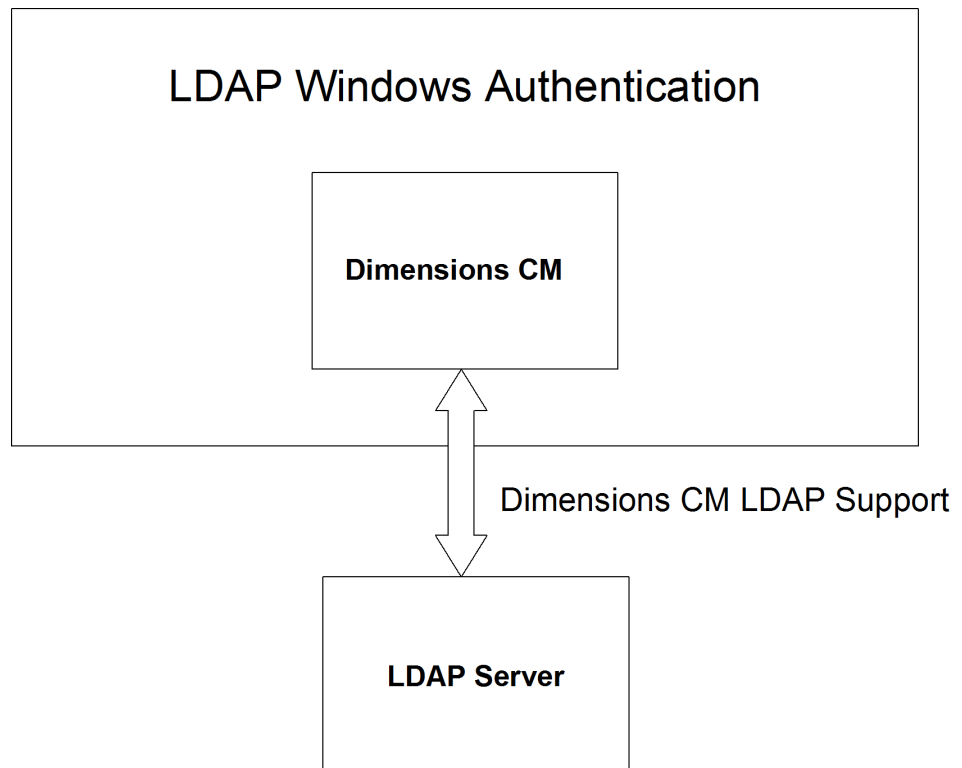 LDAP Windows Authentication
Dimensions CM
Dimensions CM LDAP Support
LDAP Server